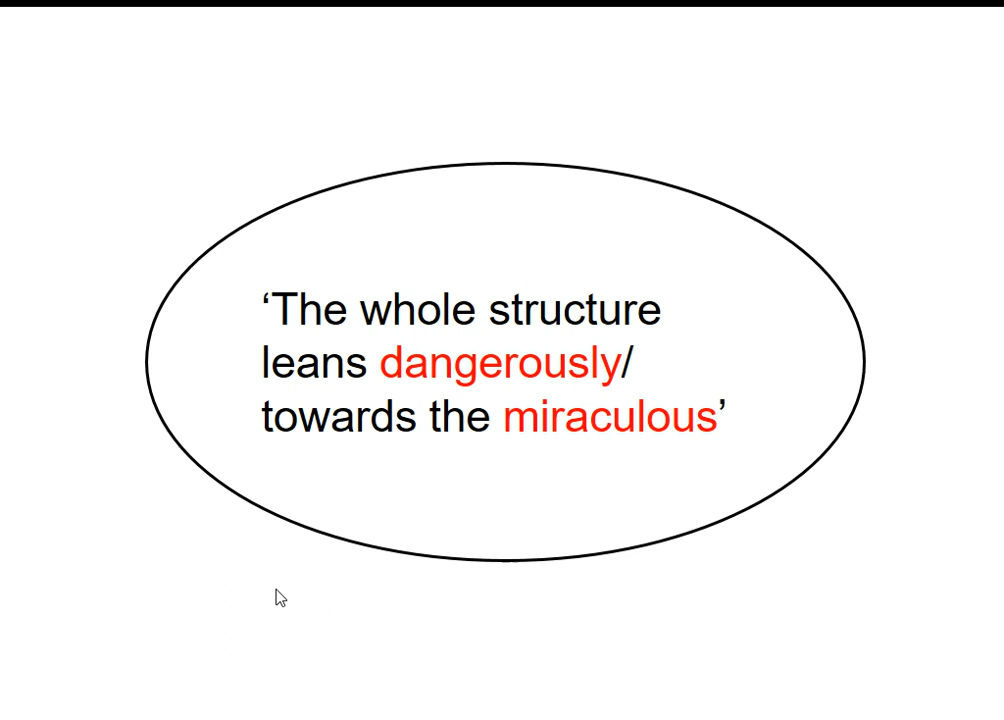 ‘The whole structure
leans dangerously/
towards the miraculous’